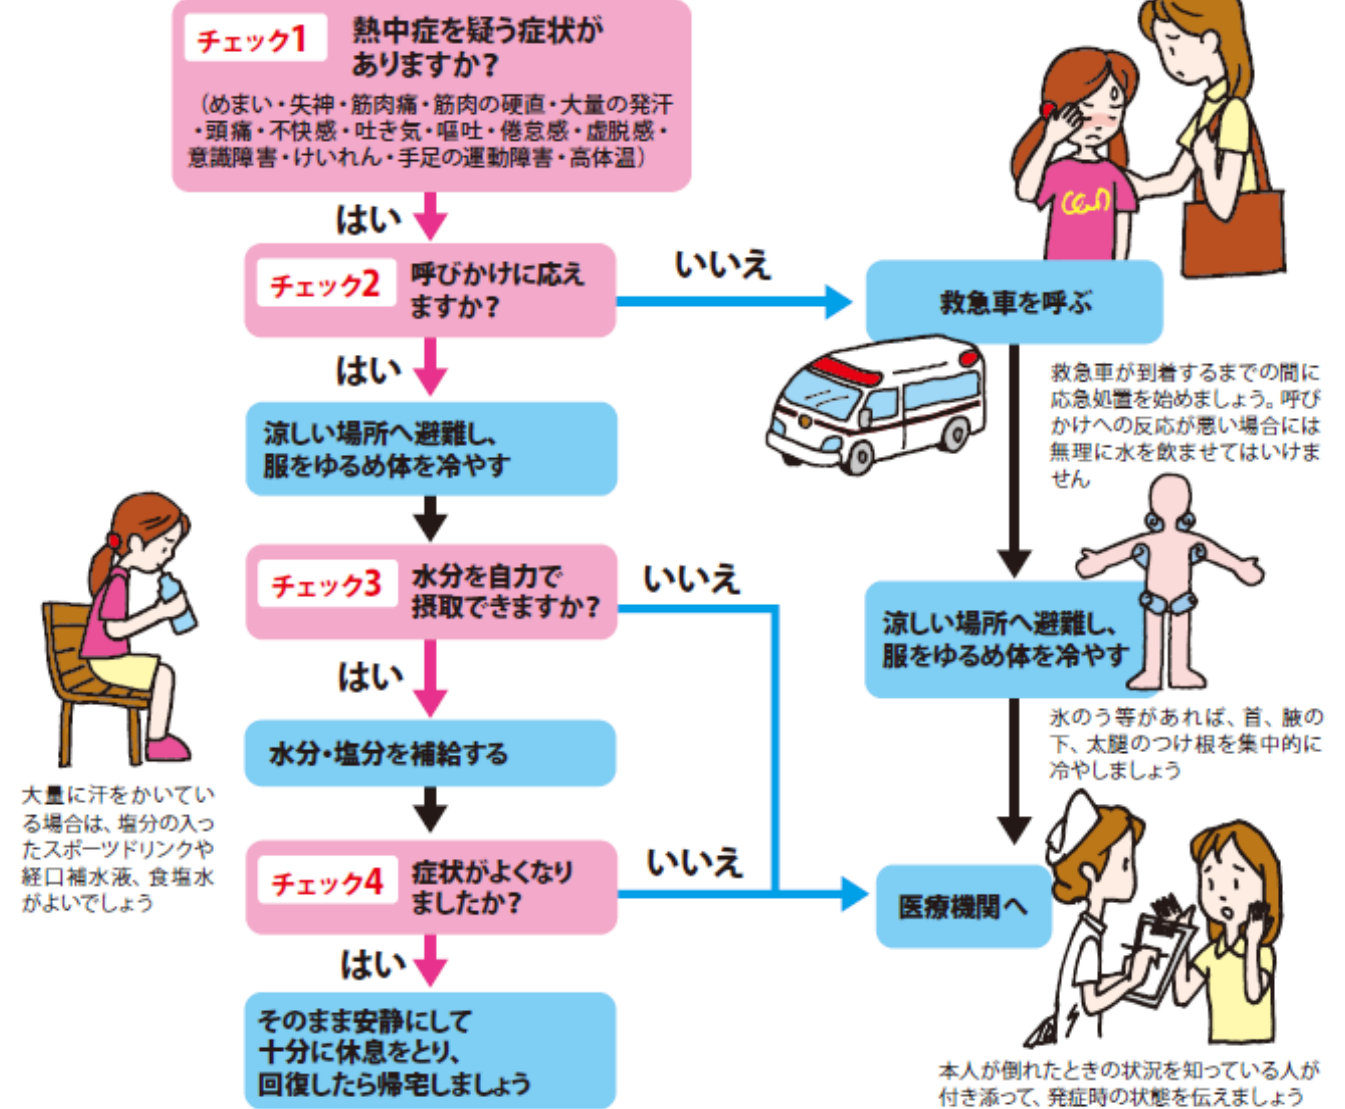 チェック1
熱中症を疑う症状が
ありますか？
（めまい・失神・筋肉痛・筋肉の硬直・大量の発汗
・頭痛・不快感・吐き気・嘔吐・倦怠感・虚脱感・
意識障害・けいれん・手足の運動障害・高体温）
はい
チェック2
呼びかけに応え
ますか？
いいえ
救急車を呼ぶ
救急車が到着するまでの間に
応急処置を始めましょう。呼び
かけへの反応が悪い場合には
無理に水を飲ませてはいけま
せん
はい
涼しい場所へ避難し、
服をゆるめ体を冷やす
チェック3
水分を自力で
摂取できますか？
いいえ
涼しい場所へ避難し、
服をゆるめ体を冷やす
氷のう等があれば、首、腋の
下、太腿のつけ根を集中的に
冷やしましょう
はい
水分・塩分を補給する
大量に汗をかいてい
る場合は、塩分の入っ
たスポーツドリンクや
経口補水液、食塩水
がよいでしょう
チェック4
症状がよくなり
ましたか？
いいえ
医療機関へ
本人が倒れたときの状況を知っている人が
付き添って、発症時の状態を伝えましょう
はい
そのまま安静にして
十分に休息をとり、
回復したら帰宅しましょう